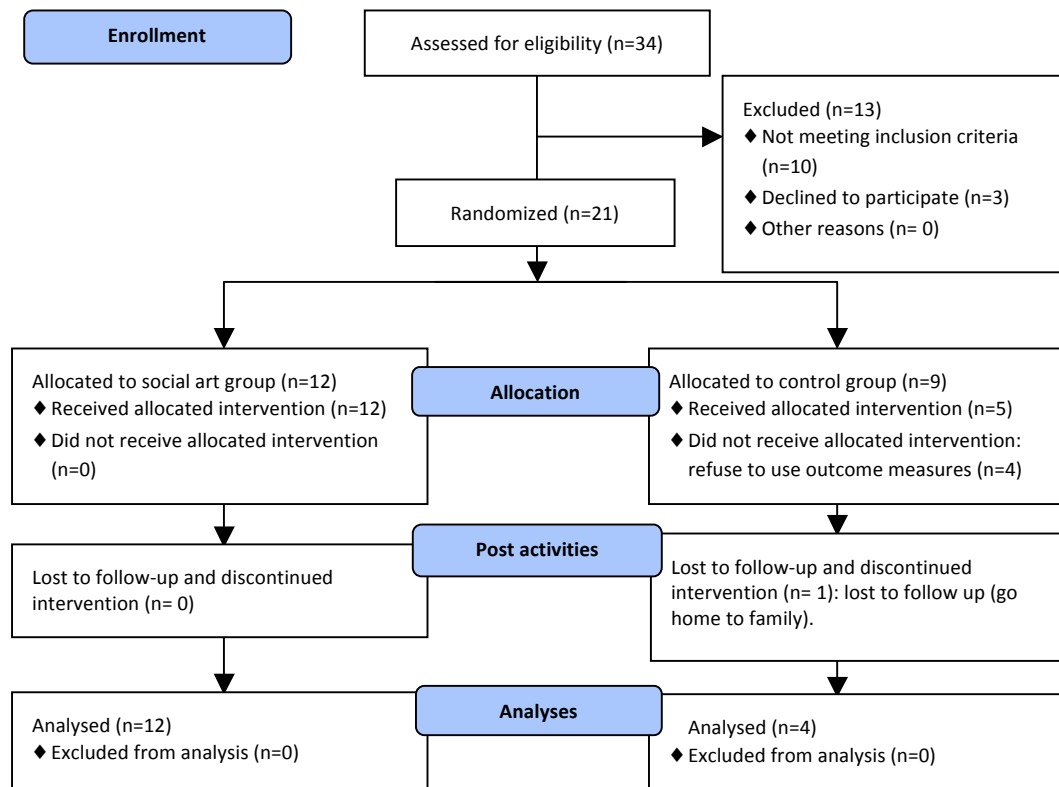 Enrollment
Assessed for eligibility (n=34)
Excluded (n=13)
♦ Not meeting inclusion criteria
(n=10)
♦ Declined to participate (n=3)
♦ Other reasons (n= 0)
Randomized (n=21)
Allocation
Allocated to social art group (n=12)
♦ Received allocated intervention (n=12)
♦ Did not receive allocated intervention
(n=0)
Allocated to control group (n=9)
♦ Received allocated intervention (n=5)
♦ Did not receive allocated intervention:
refuse to use outcome measures (n=4)
Post activities
Lost to follow-up and discontinued
intervention (n= 0)
Lost to follow-up and discontinued
intervention (n= 1): lost to follow up (go
home to family).
Analyses
Analysed (n=12)
♦ Excluded from analysis (n=0)
Analysed (n=4)
♦ Excluded from analysis (n=0)